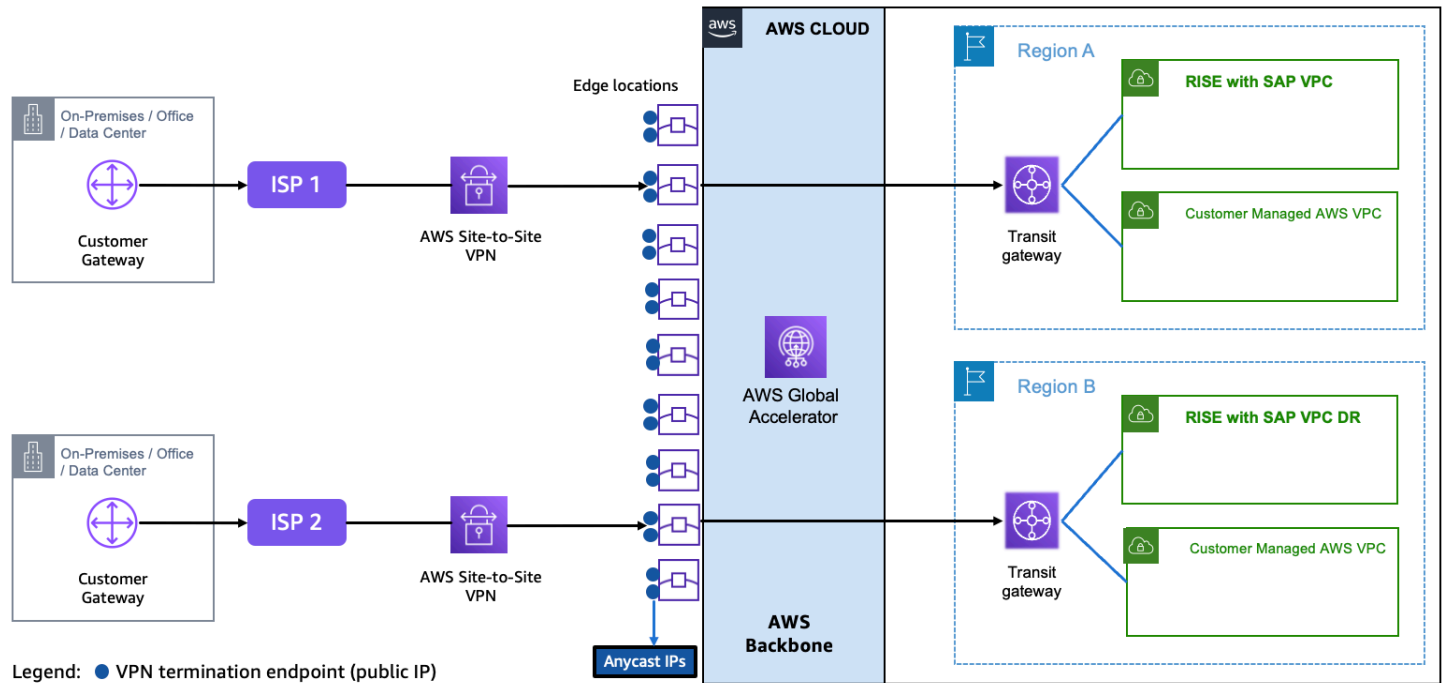 aws
AWS CLOUD
Region A
Edge locations
RISE with SAP VPC
On-Premises / Office
/ Data Center
ISP 1
Customer
Gateway
AWS Site-to-Site
VPN
Transit
gateway
Customer Managed AWS VPC
AWS Global
Accelerator
Region B
RISE with SAP VPC DR
On-Premises / Office
/ Data Center
ISP 2
Customer
Gateway
AWS Site-to-Site
VPN
Transit
gateway
Customer Managed AWS VPC
AWS
Backbone
Anycast IPs
Legend: VPN termination endpoint (public IP)